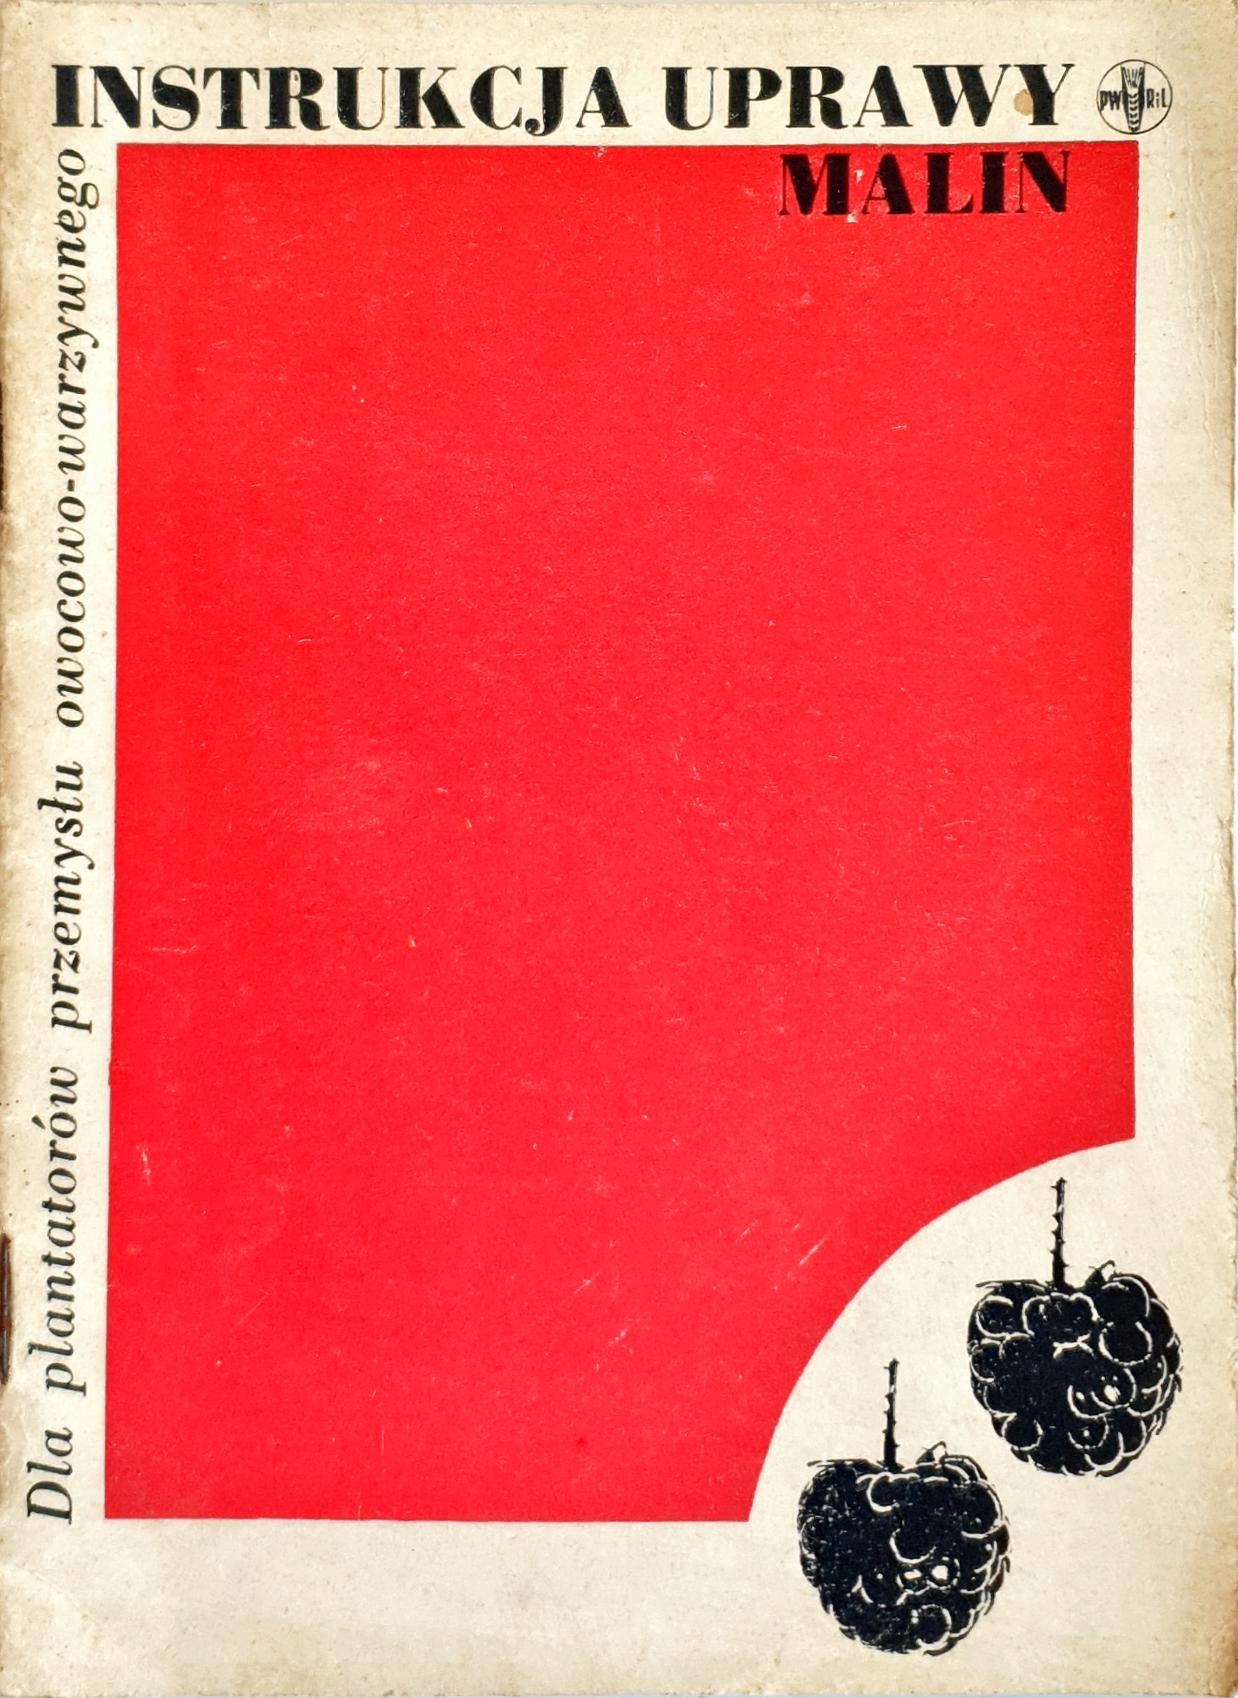 INSTRUKCJA UPRAWY
PWRiL
MALIN
Dla plantatorów przemysłu owocowo-warzywnego